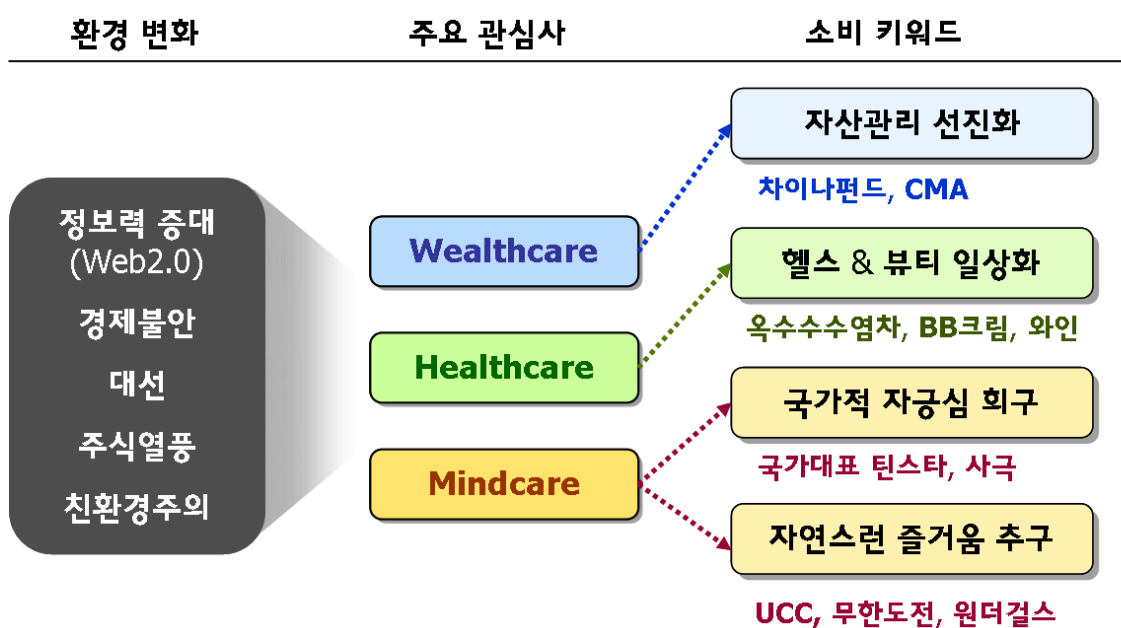 환경 변화
주요 관심사
소비 키워드
정보력 증대
(Web2.0)
경제불안
대선
주식열풍
친환경주의
Wealthcare
Healthcare
Mindcare
자산관리 선진화
차이나펀드, CMA
헬스 & 뷰티 일상화
옥수수수염차, BB크림, 와인
국가적 자긍심 희구
국가대표 틴스타, 사극
자연스런 즐거움 추구
UCC, 무한도전, 원더걸스